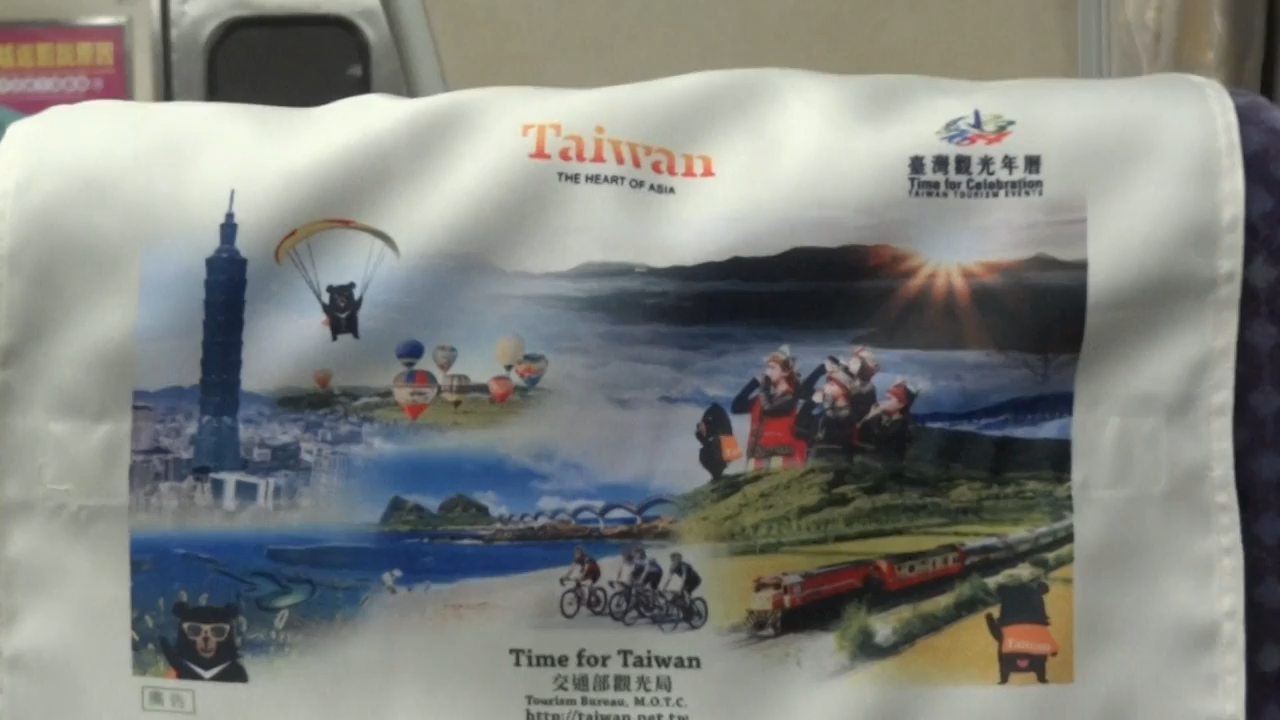 Taiwan
THE HEART OF ASIA
臺灣觀光年曆
Time for Celebration
TAIWAN TOURISM EVENTS
Taiwan
Time for Taiwan
交通部觀光局
Tourism Bureau, M.O.T.C.
http://taiwan.net.tw
廣告